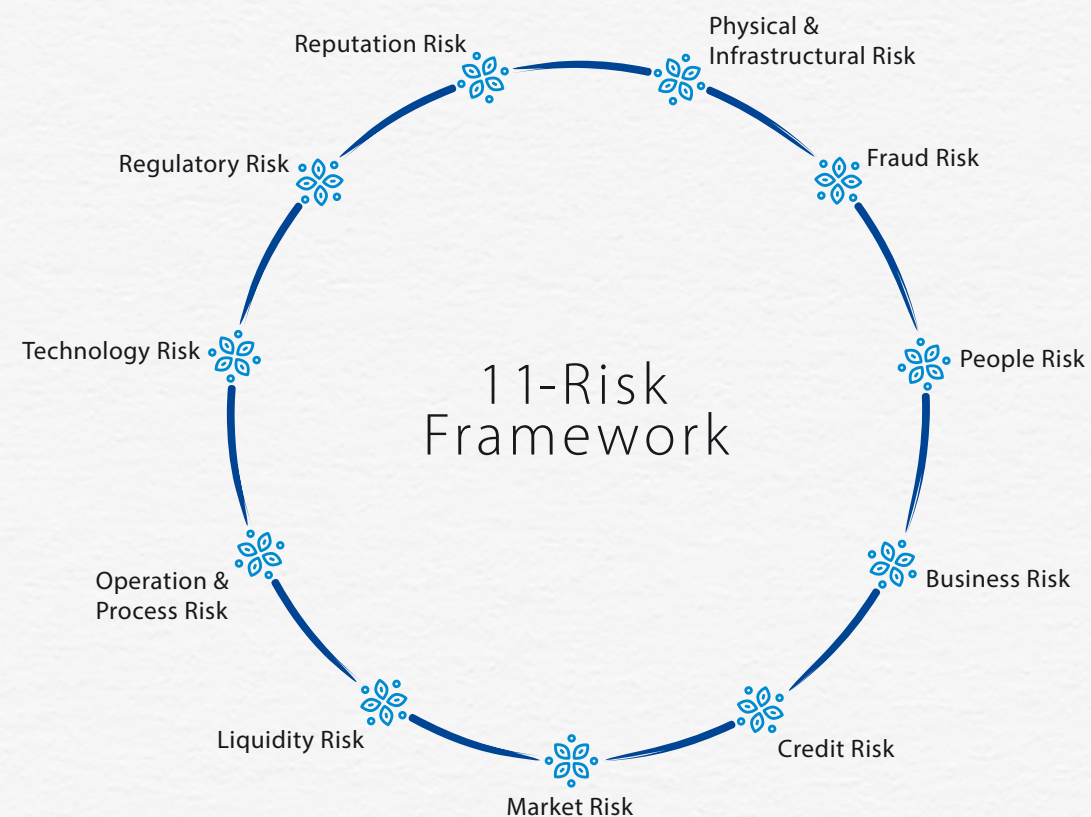 Physical &
Infrastructural Risk
Reputation Risk
Fraud Risk
Regulatory Risk
Technology Risk
People Risk
11-Risk
Framework
Operation &
Process Risk
Business Risk
Liquidity Risk
Credit Risk
Market Risk